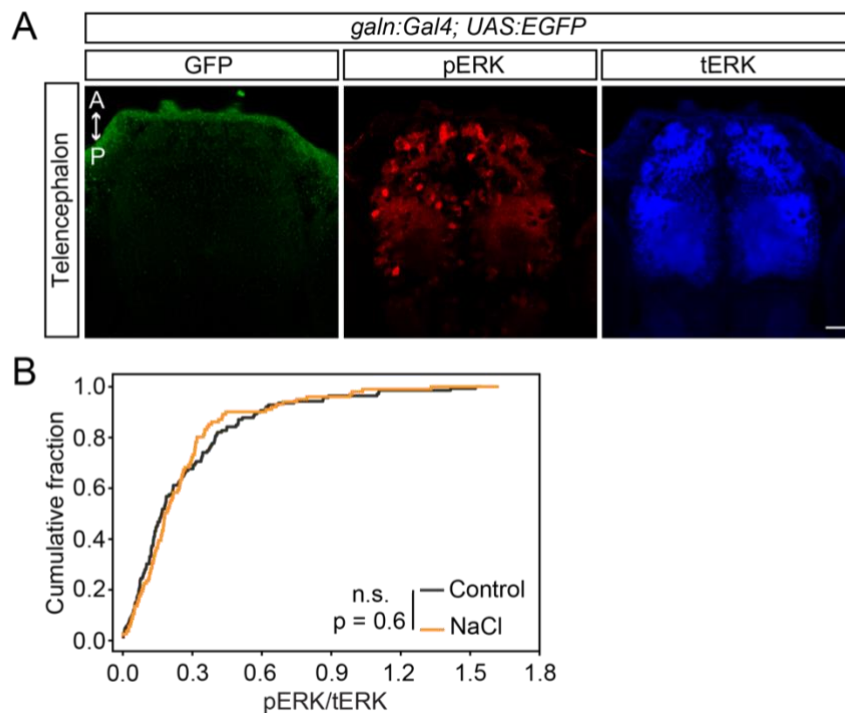 A
galn:Gal4; UAS:EGFP
GFP pERK tERK
Telencephalon
A
P
B
Cumulative fraction
1.0
0.8
0.6
0.4
0.2
0.0
n.s.
p = 0.6
Control
NaCl
0.0 0.3 0.6 0.9 1.2 1.5 1.8
pERK/tERK